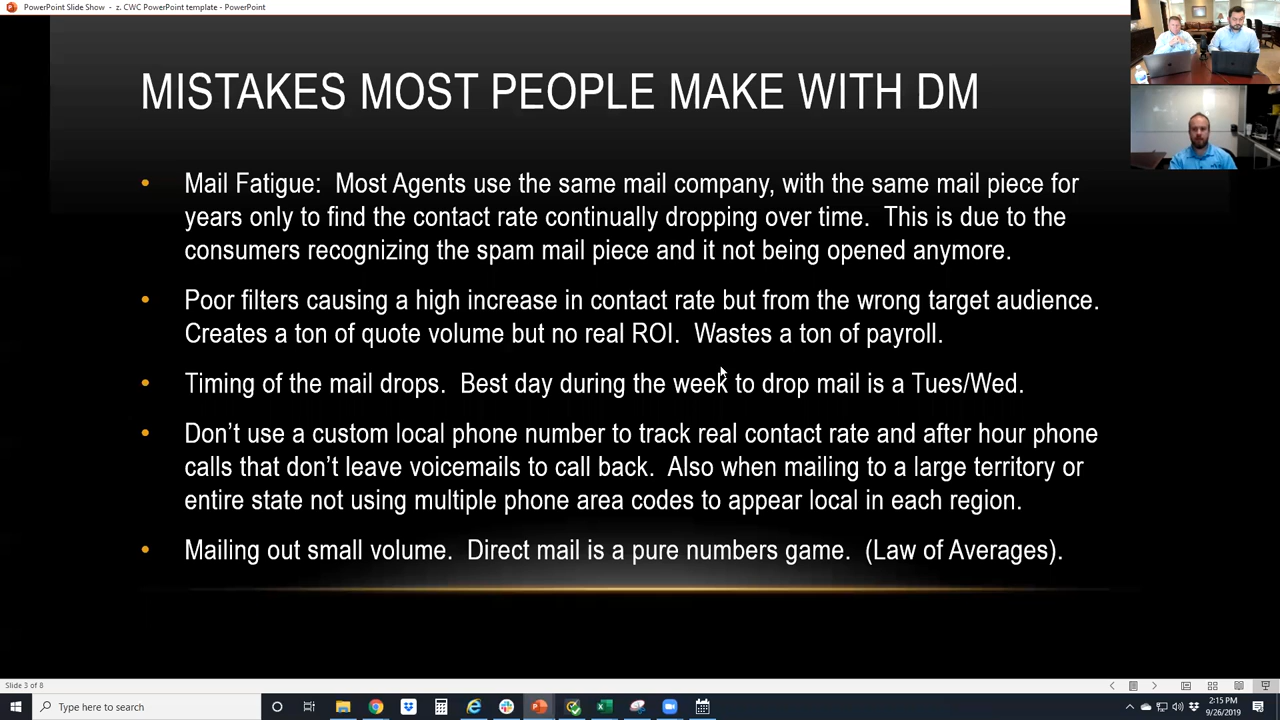 PowerPoint Slide Show - z. CWC PowerPoint template - PowerPoint
MISTAKES MOST PEOPLE MAKE WITH DM
• Mail Fatigue: Most Agents use the same mail company, with the same mail piece for
years only to find the contact rate continually dropping over time. This is due to the
consumers recognizing the spam mail piece and it not being opened anymore.
• Poor filters causing a high increase in contact rate but from the wrong target audience.
Creates a ton of quote volume but no real ROI. Wastes a ton of payroll.
• Timing of the mail drops. Best day during the week to drop mail is a Tues/Wed.
• Don't use a custom local phone number to track real contact rate and after hour phone
calls that don't leave voicemails to call back. Also when mailing to a large territory or
entire state not using multiple phone area codes to appear local in each region.
• Mailing out small volume. Direct mail is a pure numbers game. (Law of Averages).
Slide 3 of 8
Type here to search
2:15 PM
9/26/2019